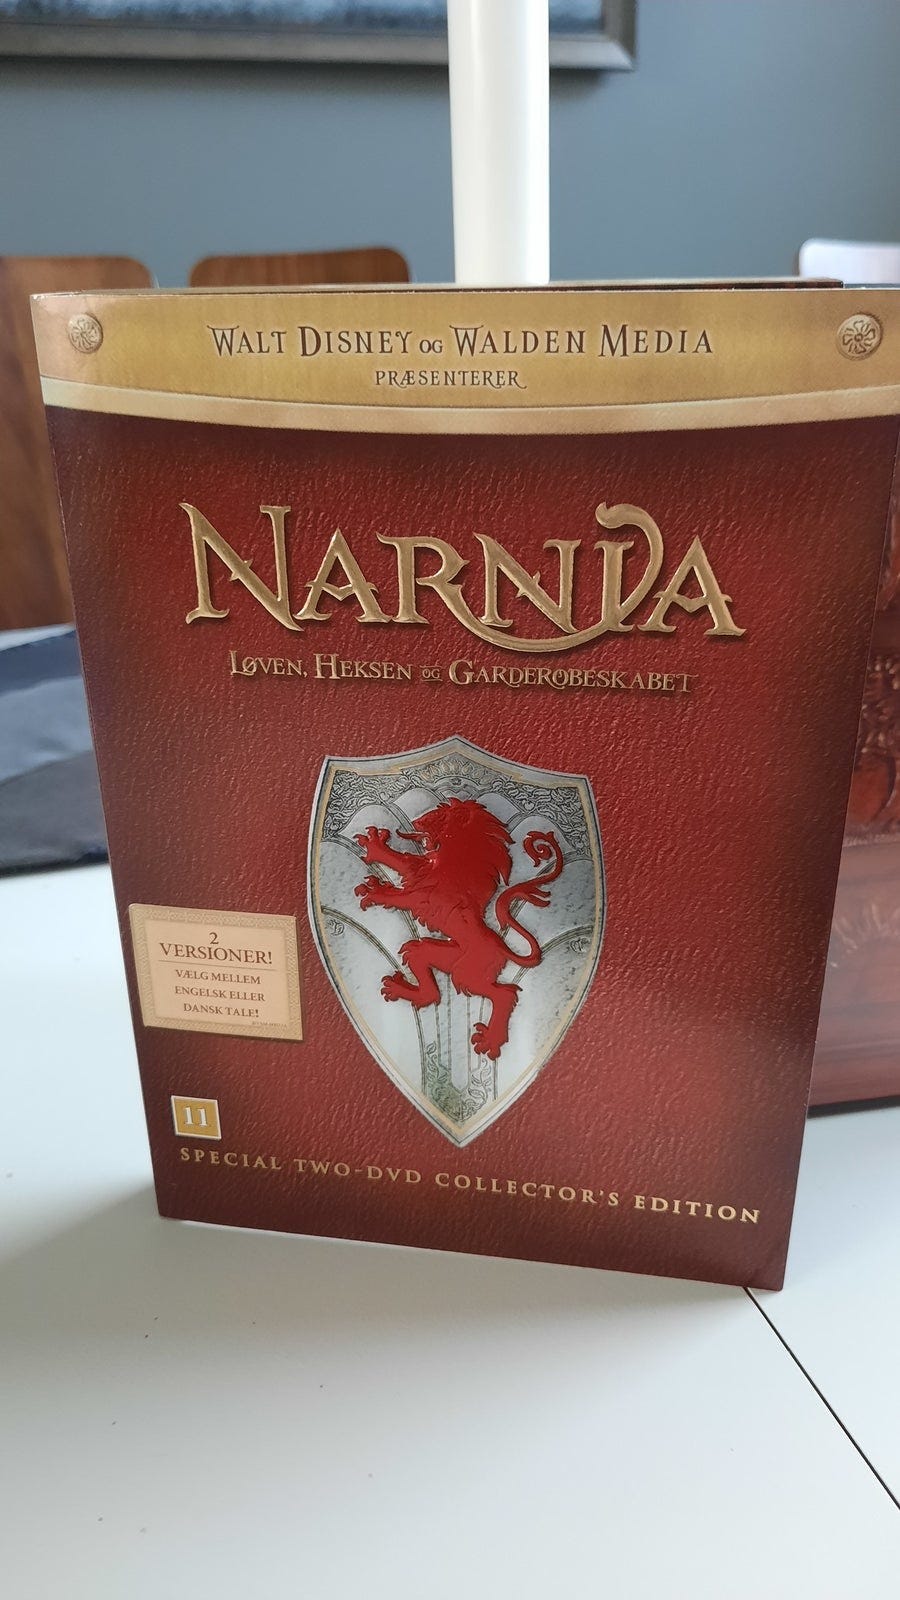 WALT DISNEY OG WALDEN MEDIA
PRÆSENTERER
NARNIA
LØVEN, HEKSEN OG GARDEROBESKABET
2
VERSIONER!
VÆLG MELLEM
ENGELSK ELLER
DANSK TALE!
11
SPECIAL TWO-DVD COLLECTOR'S EDITION